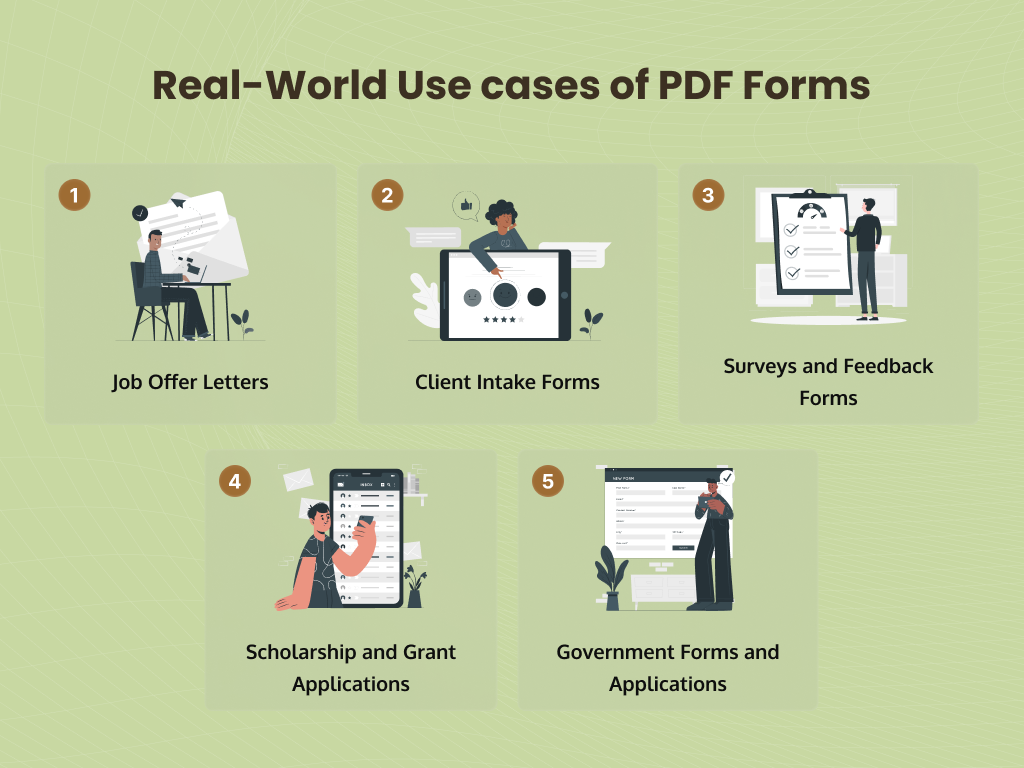 Real-World Use cases of PDF Forms
1
Job Offer Letters
2
Client Intake Forms
3
Surveys and Feedback
Forms
4
INBOX
Scholarship and Grant
Applications
5
NEW FORM
Government Forms and
Applications